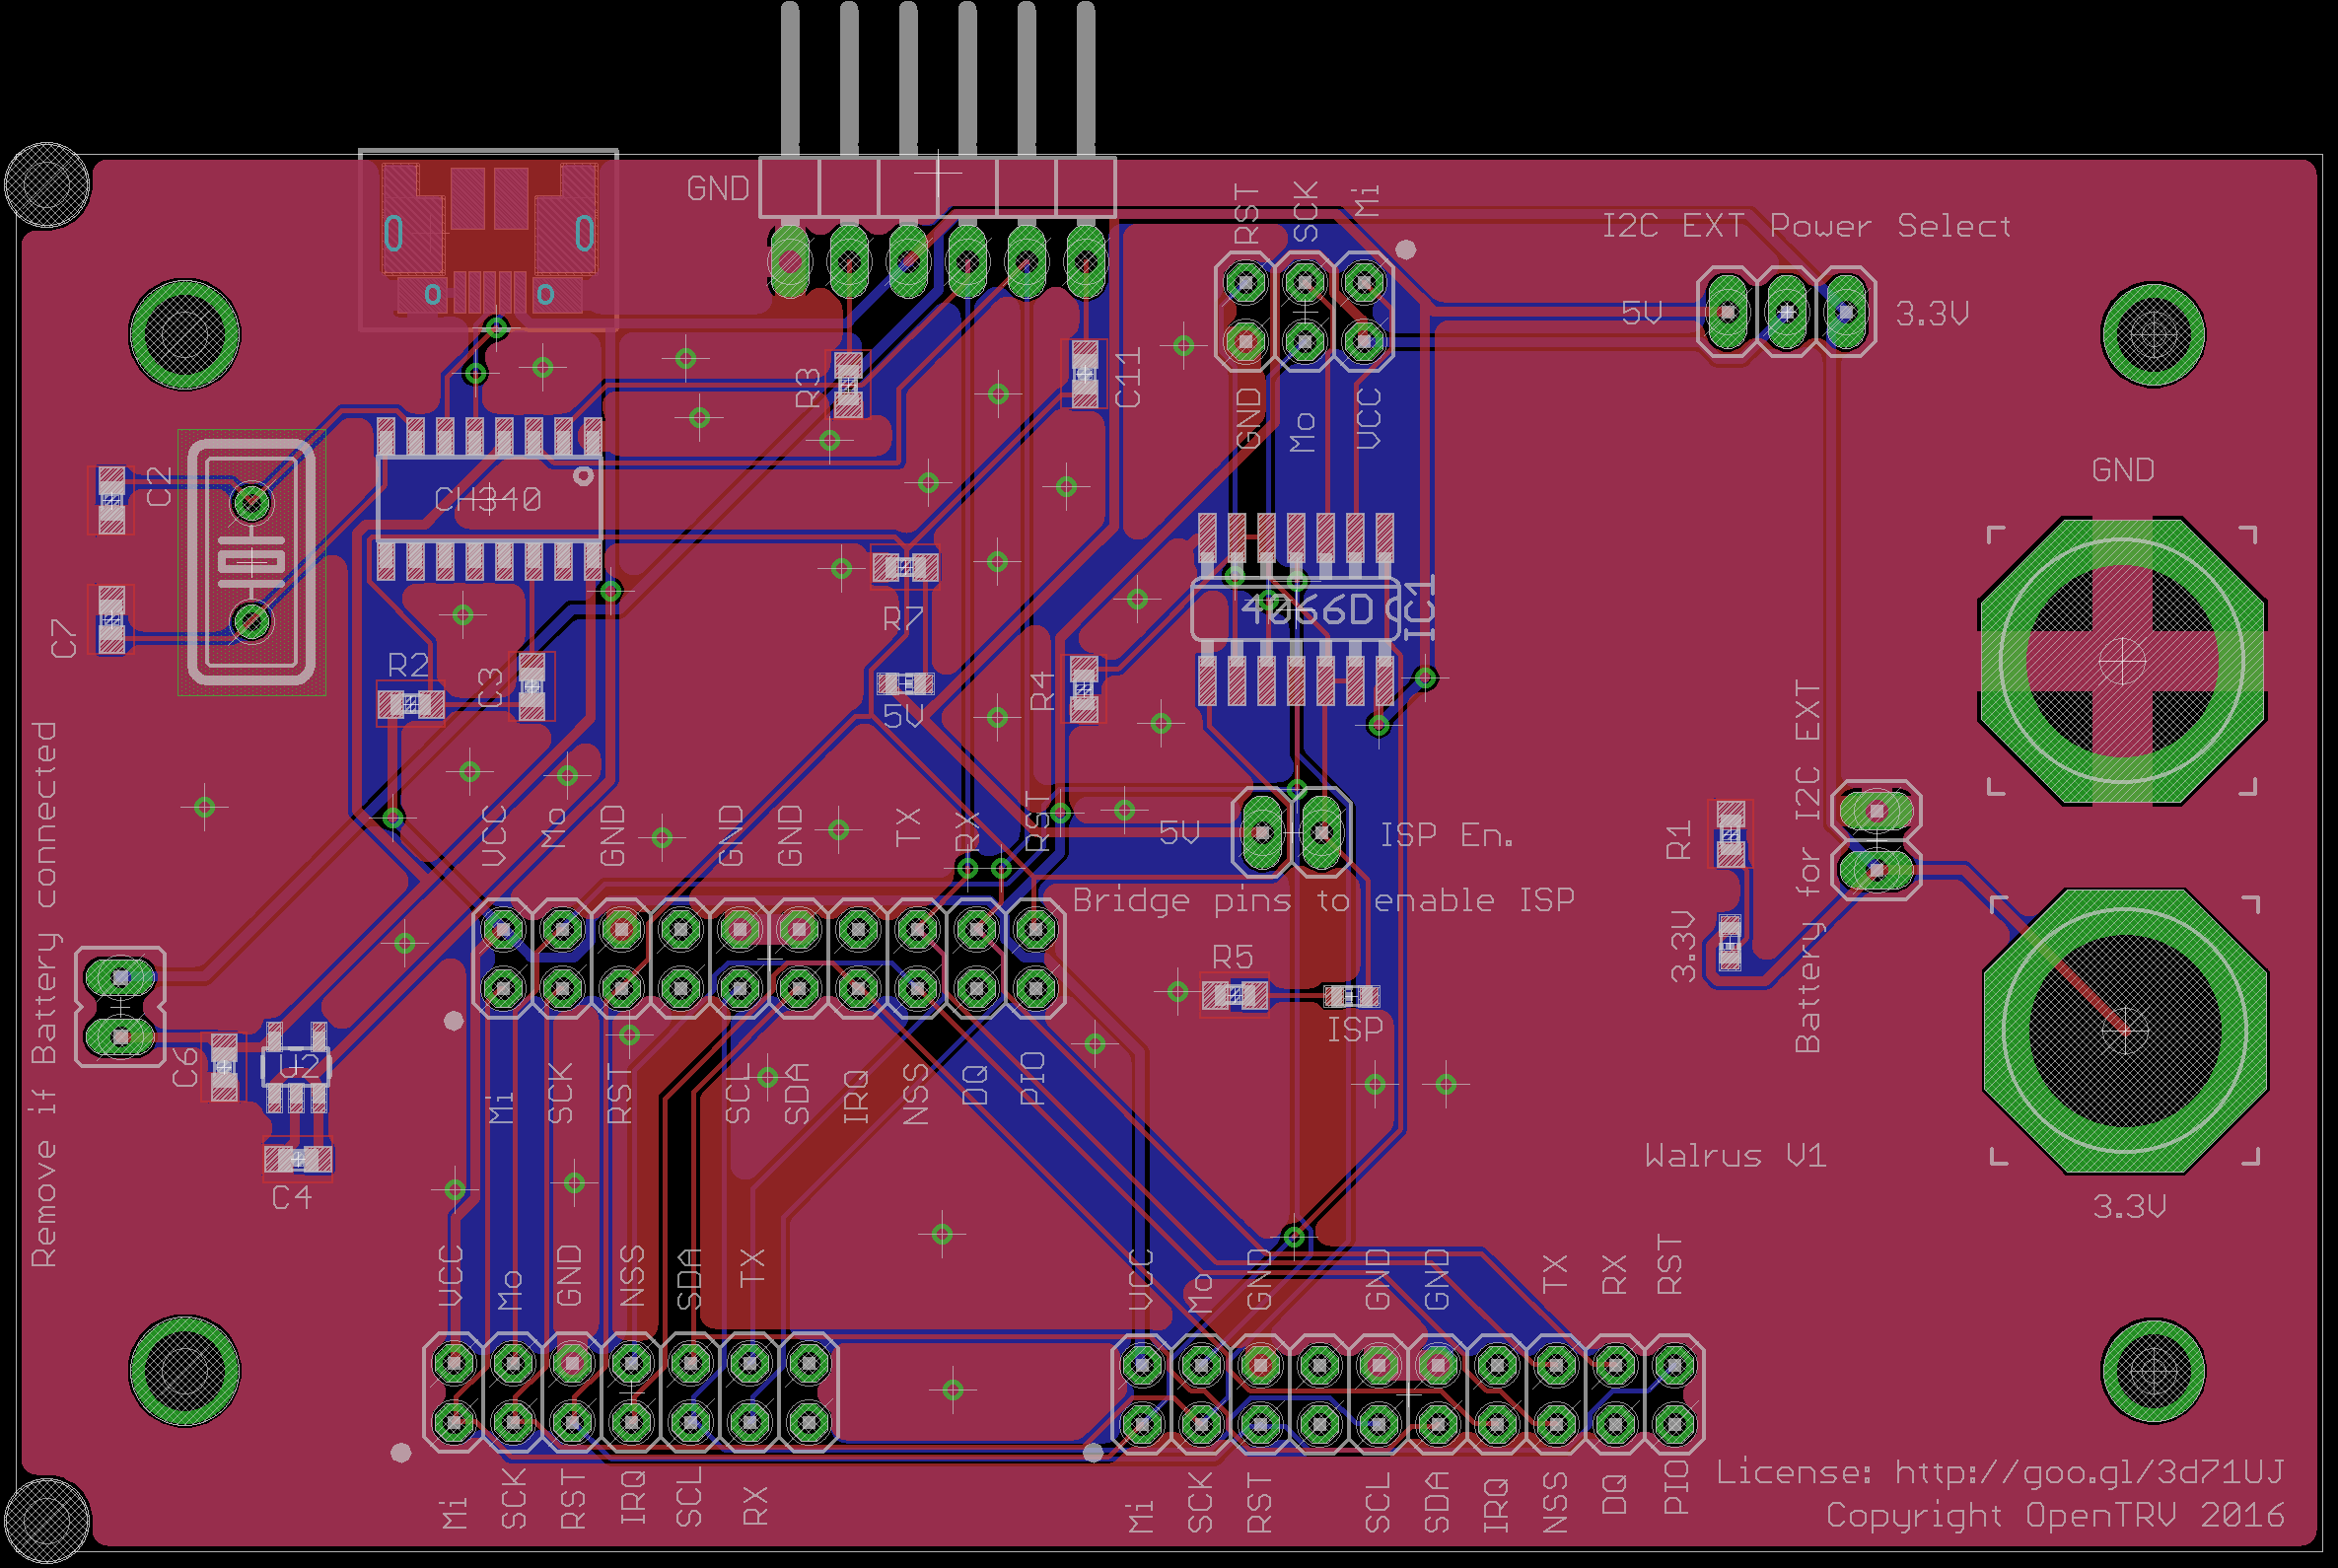 GND
RST
SCK
Mi
I2C EXT Power Select
5V
3.3V
R3
C11
GND
Mo
VCC
GND
C2
CH340
C7
R2
C3
R7
5V
R4
4066D
IC1
VCC
Mo
GND
GND
GND
TX
RX
RST
5V
ISP En.
Bridge pins to enable ISP
R1
3.3V
Battery for I2C EXT
Remove if Battery connected
R5
ISP
C6
U2
C4
Mi
SCK
RST
SCL
SDA
IRQ
NSS
DQ
PIO
Walrus V1
3.3V
VCC
Mo
GND
NSS
SDA
TX
VCC
Mo
GND
GND
GND
TX
RX
RST
Mi
SCK
RST
IRQ
SCL
RX
Mi
SCK
RST
SCL
SDA
IRQ
NSS
DQ
PIO
License: http://goo.gl/3d71UJ
Copyright OpenTRV 2016